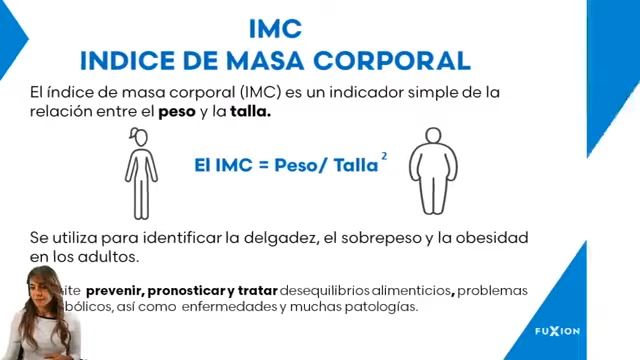 IMC
INDICE DE MASA CORPORAL
El índice de masa corporal (IMC) es un indicador simple de la
relación entre el peso y la talla.
El IMC = Peso/ Talla²
Se utiliza para identificar la delgadez, el sobrepeso y la obesidad
en los adultos.
prevenir, pronosticar y tratar desequilibrios alimenticios, problemas
así como enfermedades y muchas patologías.
FUXION